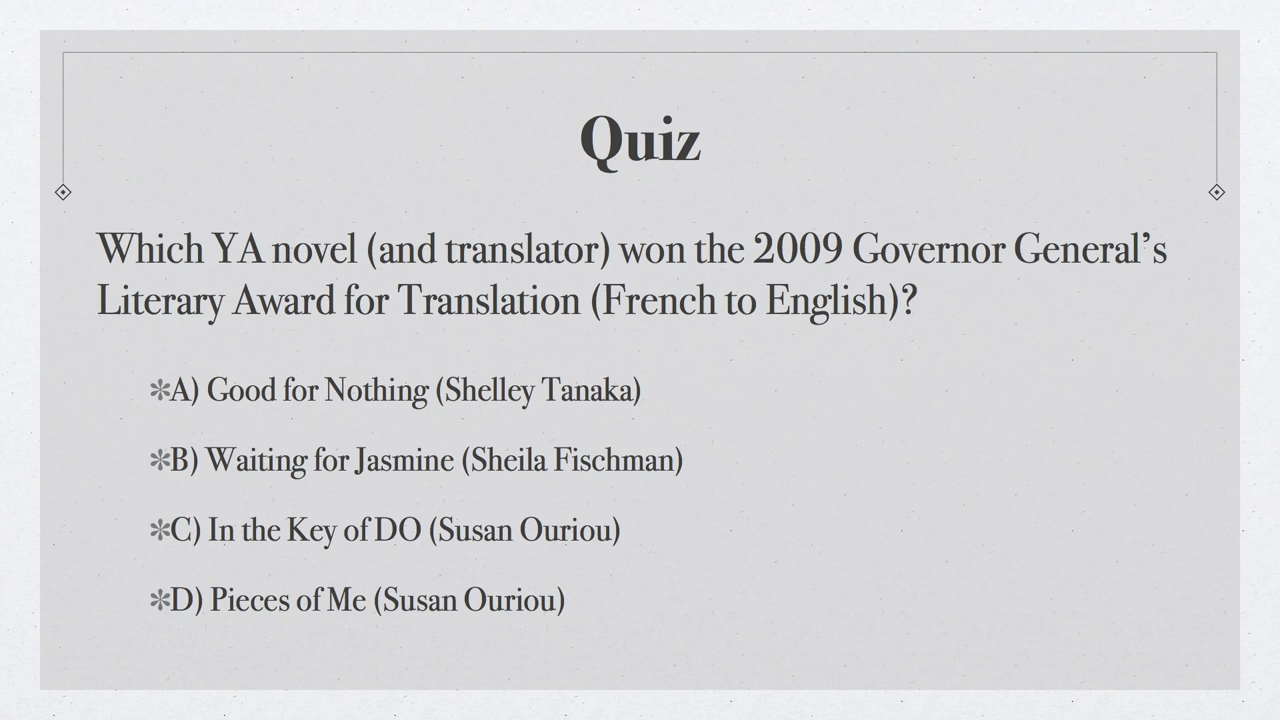 Quiz
Which YA novel (and translator) won the 2009 Governor General’s
Literary Award for Translation (French to English)?
✻A) Good for Nothing (Shelley Tanaka)
✻B) Waiting for Jasmine (Sheila Fischman)
✻C) In the Key of DO (Susan Ouriou)
✻D) Pieces of Me (Susan Ouriou)